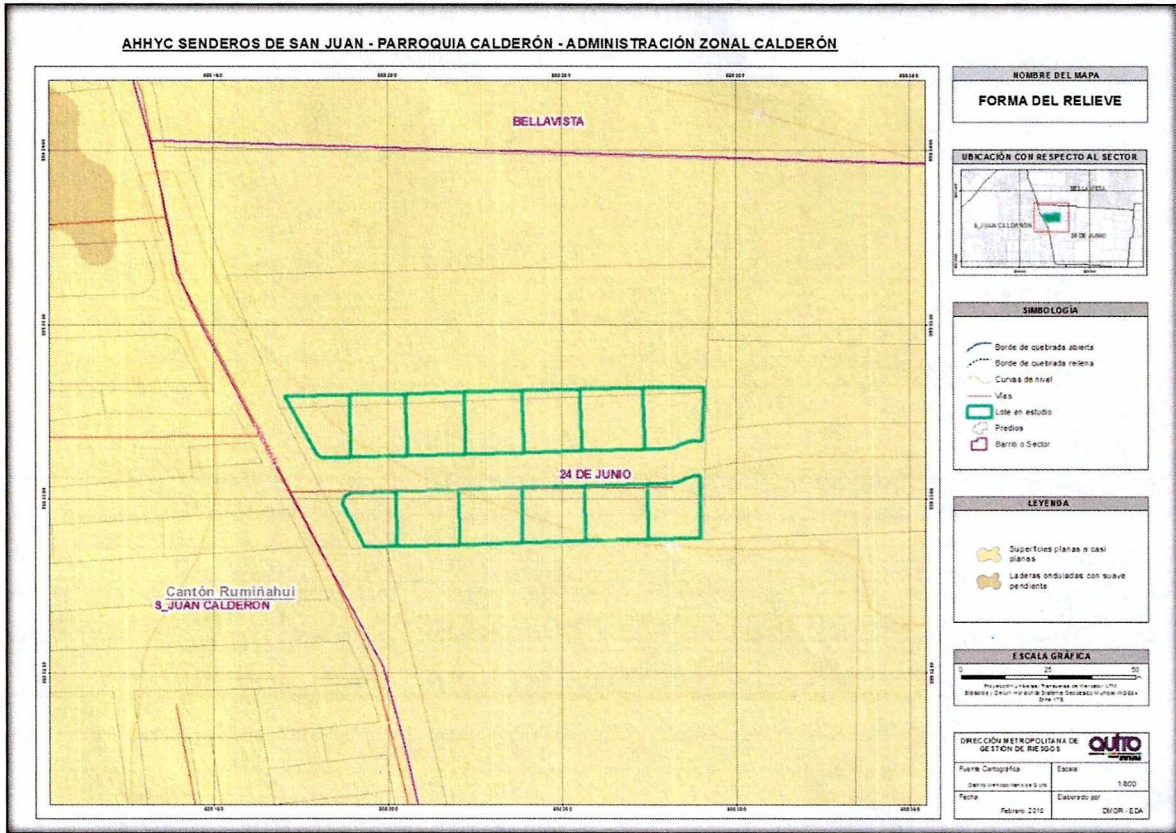 AHHYC SENDEROS DE SAN JUAN - PARROQUIA CALDERÓN - ADMINISTRACIÓN ZONAL CALDERÓN
BELLAVISTA
24 DE JUNIO
Cantón Rumiñahui
S_JUAN CALDERON
NOMBRE DEL MAPA
FORMA DEL RELIEVE
UBICACIÓN CON RESPECTO AL SECTOR
BELLAVISTA
S_JUAN CALDERÓN
24 DE JUNIO
SIMBOLOGÍA
Borde de quebrada abierta
Borde de quebrada rellena
Curvas de nivel
Vías
Lote en estudio
Predios
Barrio o Sector
LEYENDA
Superficies planas o casi
planas
Laderas onduladas con suave
pendiente
ESCALA GRÁFICA
0 25 50
DIRECCIÓN METROPOLITANA DE
GESTIÓN DE RIESGOS
QUITO
Fuente Cartográfica
Escala
1:800
Fecha
Elaborado por
Febrero, 2018
DMGR - EDA